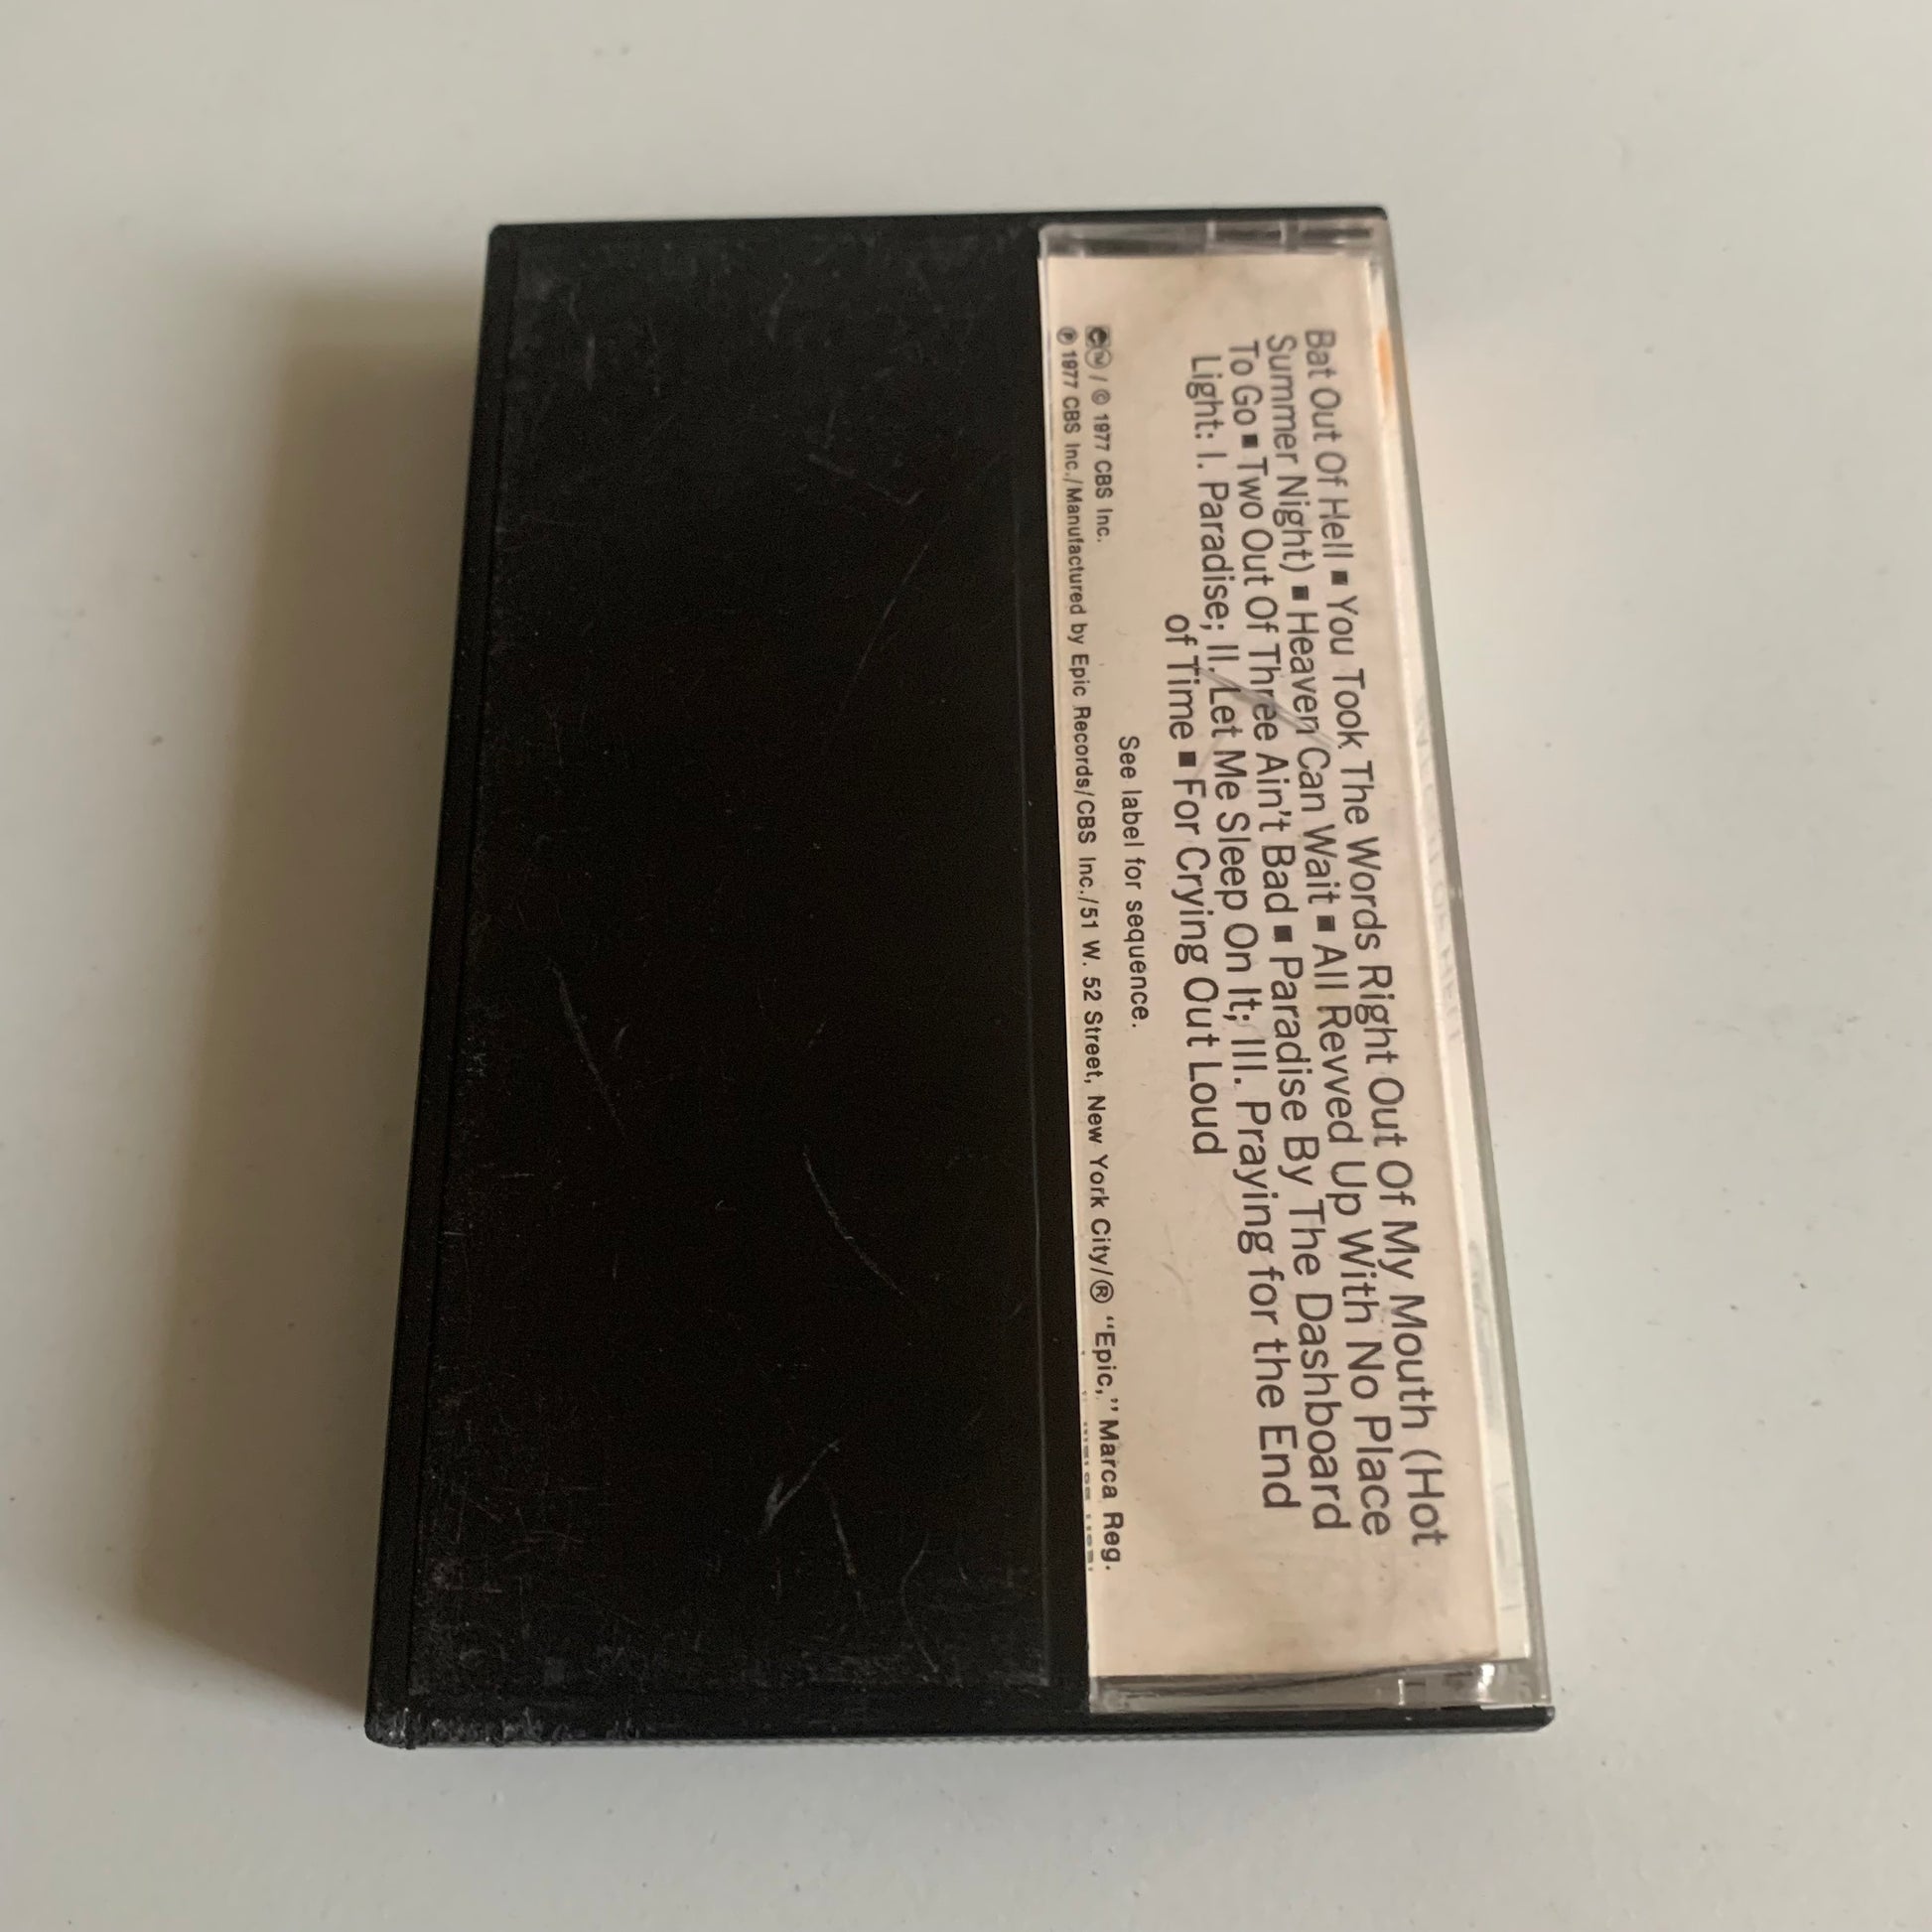 Bat Out Of Hell ▪ You Took The Words Right Out Of My Mouth (Hot
Summer Night) ▪ Heaven Can Wait ▪ All Revved Up With No Place
To Go ▪ Two Out Of Three Ain't Bad ▪ Paradise By The Dashboard
Light: I. Paradise; II. Let Me Sleep On It; III. Praying for the End
of Time ▪ For Crying Out Loud
See label for sequence.
/ © 1977 CBS Inc.
℗ 1977 CBS Inc./Manufactured by Epic Records/CBS Inc./51 W. 52 Street, New York City/® "Epic," Marca Reg.